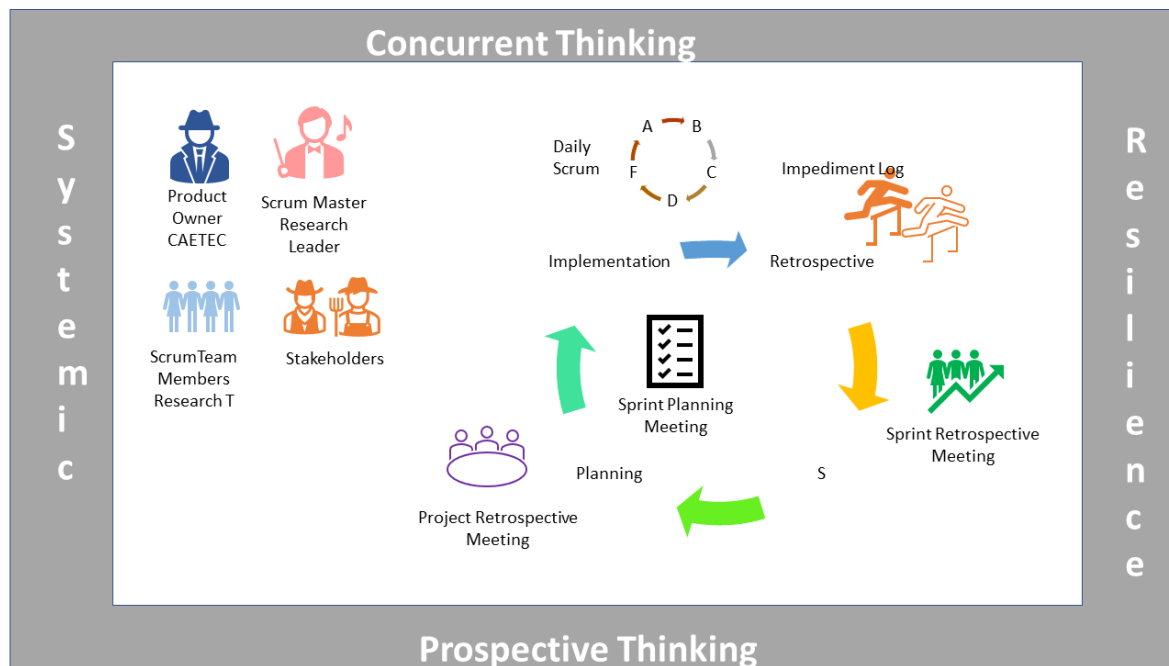 Concurrent Thinking
Systemic
Product
Owner
CAETEC
Scrum Master
Research
Leader
ScrumTeam
Members
Research T
Stakeholders
Daily
Scrum
A
B
C
D
F
Impediment Log
Implementation
Retrospective
Sprint Planning
Meeting
Sprint Retrospective
Meeting
Planning
S
Project Retrospective
Meeting
Resilience
Prospective Thinking